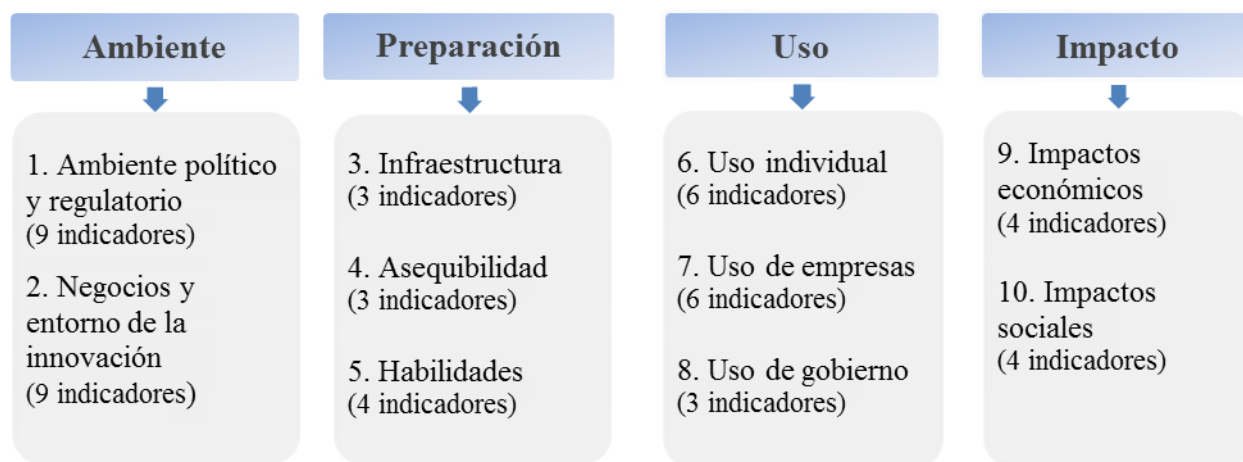 Ambiente
1. Ambiente político
y regulatorio
(9 indicadores)
2. Negocios y
entorno de la
innovación
(9 indicadores)
Preparación
3. Infraestructura
(3 indicadores)
4. Asequibilidad
(3 indicadores)
5. Habilidades
(4 indicadores)
Uso
6. Uso individual
(6 indicadores)
7. Uso de empresas
(6 indicadores)
8. Uso de gobierno
(3 indicadores)
Impacto
9. Impactos
económicos
(4 indicadores)
10. Impactos
sociales
(4 indicadores)